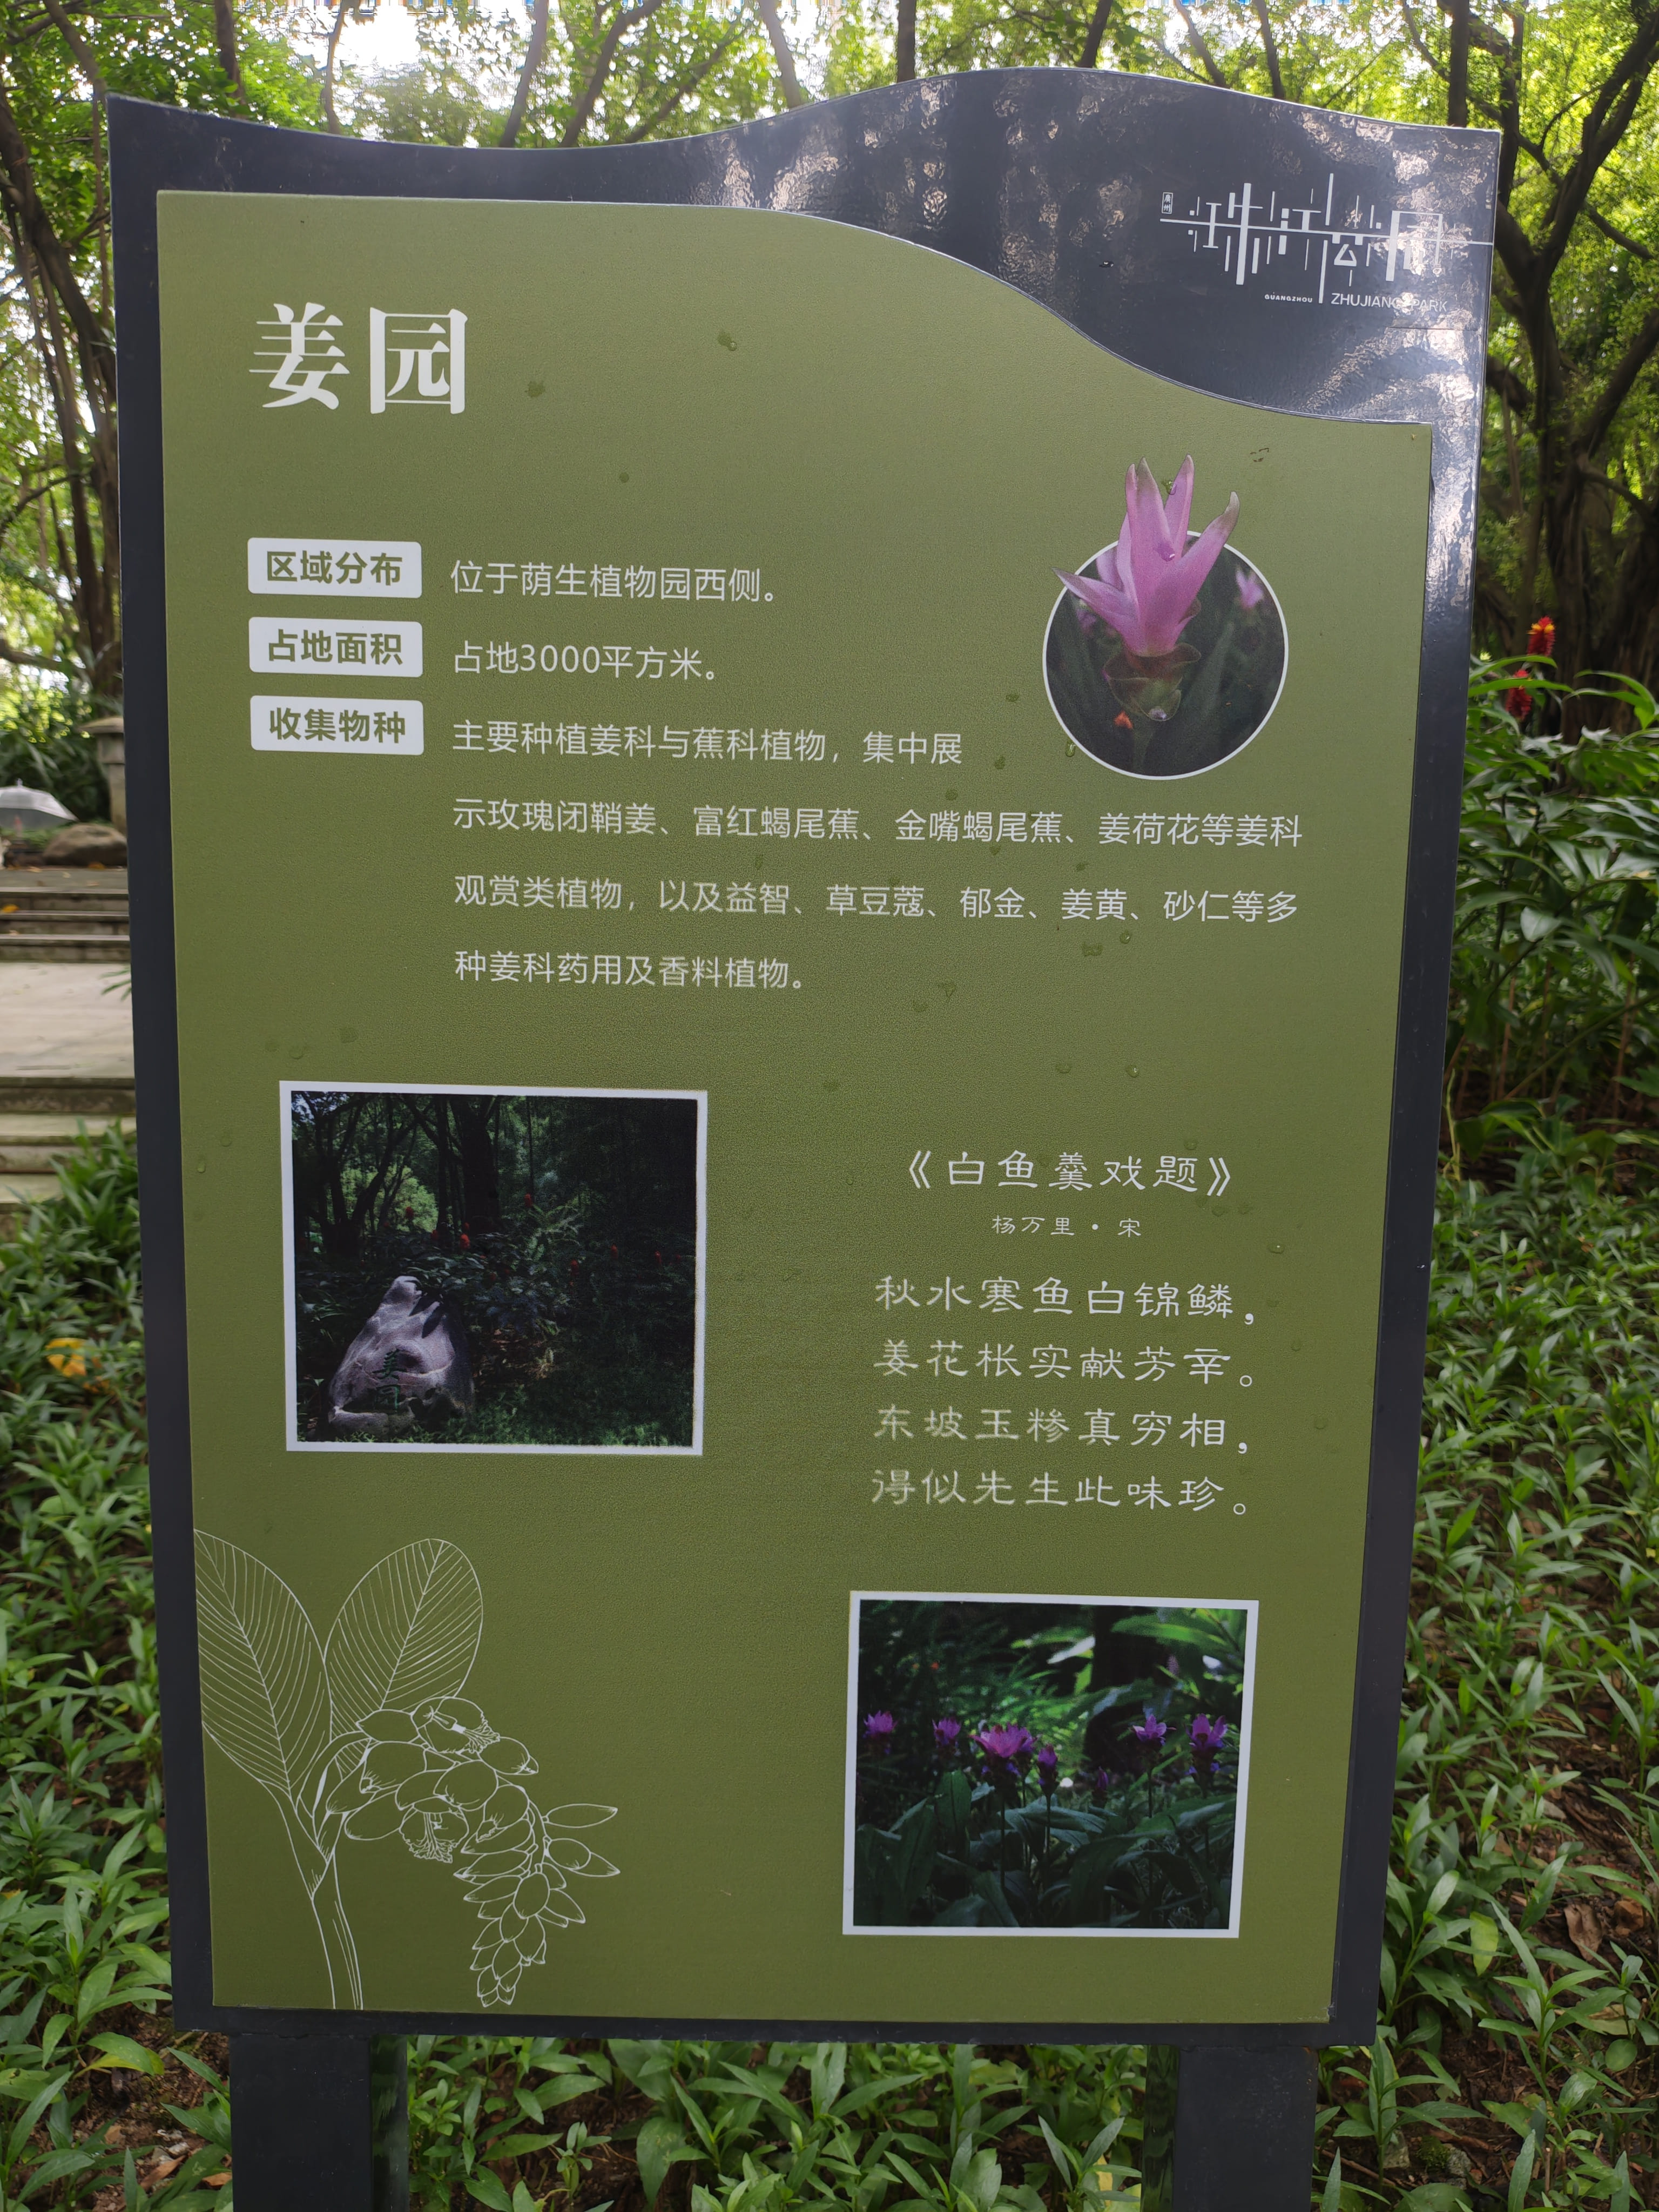 广州
珠江公园
GUANGZHOU ZHUJIANG PARK
姜园
区域分布 位于荫生植物园西侧。
占地面积 占地3000平方米。
收集物种 主要种植姜科与蕉科植物，集中展
示玫瑰闭鞘姜、富红蝎尾蕉、金嘴蝎尾蕉、姜荷花等姜科
观赏类植物，以及益智、草豆蔻、郁金、姜黄、砂仁等多
种姜科药用及香料植物。
《白鱼羹戏题》
杨万里·宋
秋水寒鱼白锦鳞，
姜花枨实献芳辛。
东坡玉糁真穷相，
得似先生此味珍。
姜园